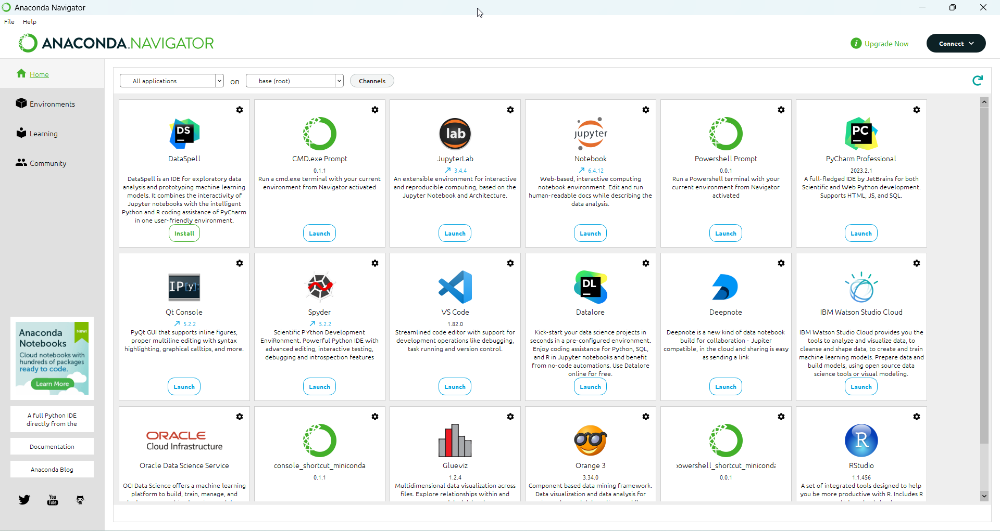 Anaconda Navigator
File Help
ANACONDA.NAVIGATOR
i Upgrade Now
Connect
Home
Environments
Learning
Community
All applications on base (root) Channels
DS
DataSpell
DataSpell is an IDE for exploratory data
analysis and prototyping machine learning
models. It combines the interactivity of
Jupyter notebooks with the intelligent
Python and R coding assistance of PyCharm
in one user-friendly environment.
Install
CMD.exe Prompt
0.1.1
Run a cmd.exe terminal with your current
environment from Navigator activated
Launch
lab
JupyterLab
3.4.4
An extensible environment for interactive
and reproducible computing, based on the
Jupyter Notebook and Architecture.
Launch
jupyter
Notebook
6.4.12
Web-based, interactive computing
notebook environment. Edit and run
human-readable docs while describing the
data analysis.
Launch
Powershell Prompt
0.0.1
Run a Powershell terminal with your
current environment from Navigator
activated
Launch
PC
PyCharm Professional
2023.2.1
A full-fledged IDE by JetBrains for both
Scientific and Web Python development.
Supports HTML, JS, and SQL.
Launch
IP[y]:
Qt Console
5.2.2
PyQt GUI that supports inline figures,
proper multiline editing with syntax
highlighting, graphical calltips, and more.
Launch
Spyder
5.2.2
Scientific PYthon Development
EnviRonment. Powerful Python IDE with
advanced editing, interactive testing,
debugging and introspection features
Launch
VS Code
1.82.0
Streamlined code editor with support for
development operations like debugging,
task running and version control.
Launch
DL
Datalore
Kick-start your data science projects in
seconds in a pre-configured environment.
Enjoy coding assistance for Python, SQL,
and R in Jupyter notebooks and benefit
from no-code automations. Use Datalore
online for free.
Launch
Deepnote
Deepnote is a new kind of data notebook
build for collaboration - Jupyter
compatible, in the cloud and sharing is easy
as sending a link
Launch
IBM Watson Studio Cloud
IBM Watson Studio Cloud provides you the
tools to analyze and visualize data, to
cleanse and shape data, to create and train
machine learning models. Prepare data and
build models, using open source data
science tools or visual modeling.
Launch
ORACLE
Cloud Infrastructure
Oracle Data Science Service
OCI Data Science offers a machine learning
platform to build, train, manage, and
console_shortcut_miniconda
0.1.1
Glueviz
1.2.4
Multidimensional data visualization across
files. Explore relationships within and
Orange 3
3.34.0
Component based data mining framework.
Data visualization and data analysis for
powershell_shortcut_miniconda
0.0.1
R
RStudio
1.1.456
A set of integrated tools designed to help
you be more productive with R. Includes R
Anaconda
Notebooks
New!
Cloud notebooks with
hundreds of packages
ready to code.
Learn More
A full Python IDE
directly from the
Documentation
Anaconda Blog
You
Tube